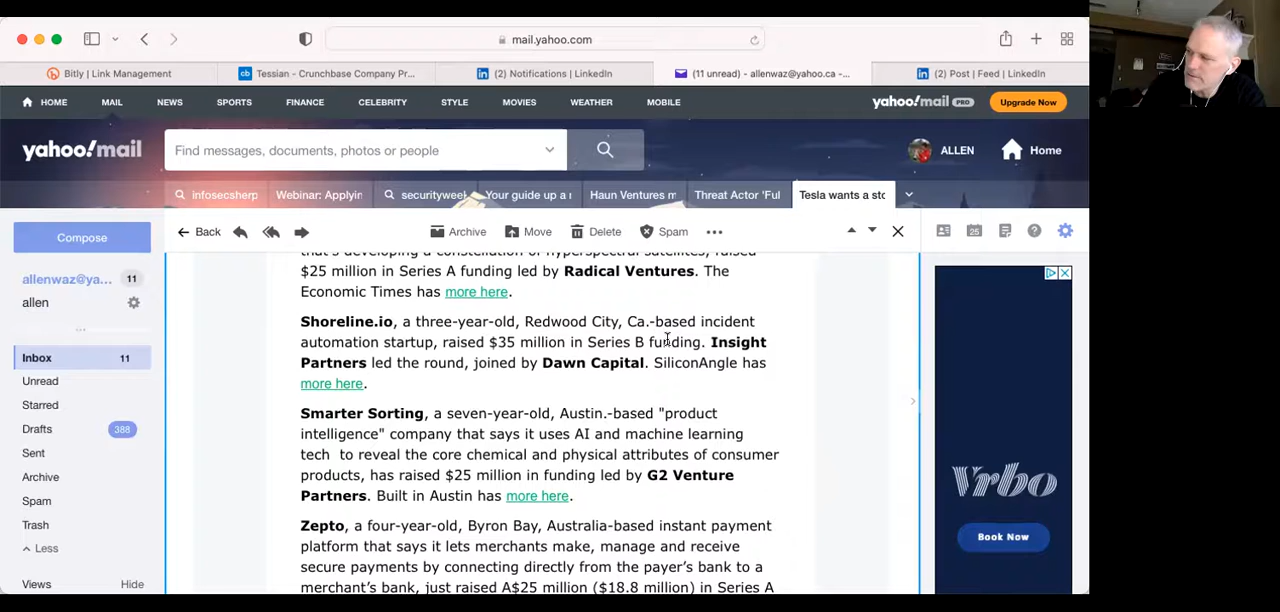 mail.yahoo.com
Bitly | Link Management
Tessian - Crunchbase Company Pr...
(2) Notifications | LinkedIn
(11 unread) - allenwaz@yahoo.ca -...
(2) Post | Feed | LinkedIn
HOME MAIL NEWS SPORTS FINANCE CELEBRITY STYLE MOVIES WEATHER MOBILE
yahoo!mail PRO Upgrade Now
yahoo!mail
Find messages, documents, photos or people
ALLEN Home
infosecsherp Webinar: Applyin securityweek Your guide up a Haun Ventures Threat Actor 'Ful Tesla wants a sto
Compose
Back Archive Move Delete Spam
25
allenwaz@ya... 11
allen
Inbox 11
Unread
Starred
Drafts 388
Sent
Archive
Spam
Trash
Less
Views Hide
that's developing a constellation of hyperspectral satellites, raised
$25 million in Series A funding led by Radical Ventures. The
Economic Times has more here.
Shoreline.io, a three-year-old, Redwood City, Ca.-based incident
automation startup, raised $35 million in Series B funding. Insight
Partners led the round, joined by Dawn Capital. SiliconAngle has
more here.
Smarter Sorting, a seven-year-old, Austin.-based "product
intelligence" company that says it uses AI and machine learning
tech to reveal the core chemical and physical attributes of consumer
products, has raised $25 million in funding led by G2 Venture
Partners. Built in Austin has more here.
Zepto, a four-year-old, Byron Bay, Australia-based instant payment
platform that says it lets merchants make, manage and receive
secure payments by connecting directly from the payer's bank to a
merchant's bank, just raised A$25 million ($18.8 million) in Series A
Vrbo
Book Now